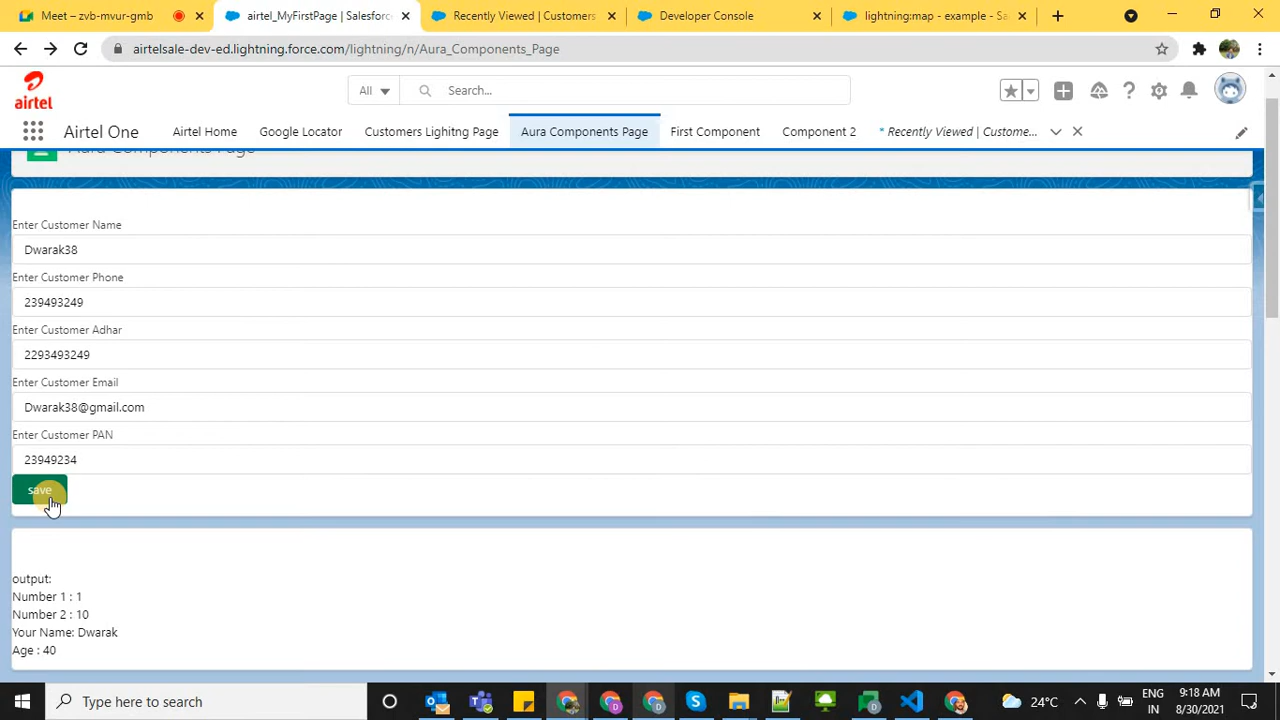 Meet – zvb-mvur-gmb
airtel_MyFirstPage | Salesforc
Recently Viewed | Customers
Developer Console
lightning:map - example - Sa
airtelsale-dev-ed.lightning.force.com/lightning/n/Aura_Components_Page
airtel
All
Search...
Airtel One
Airtel Home
Google Locator
Customers Lighitng Page
Aura Components Page
First Component
Component 2
* Recently Viewed | Custome...
Aura Components Page
Enter Customer Name
Dwarak38
Enter Customer Phone
239493249
Enter Customer Adhar
2293493249
Enter Customer Email
Dwarak38@gmail.com
Enter Customer PAN
23949234
save
output:
Number 1 : 1
Number 2 : 10
Your Name: Dwarak
Age : 40
Type here to search
24°C
ENG
IN
9:18 AM
8/30/2021